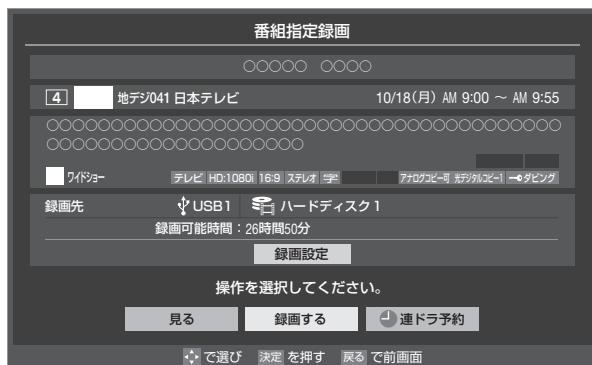 番組指定録画
○○○○○ ○○○○
4 地デジ041 日本テレビ 10/18(月) AM 9:00 ~ AM 9:55
○○○○○○○○○○○○○○○○○○○○○○○○○○○○○○○○
○○○○○○○○○○○○○○○○
ワイドショー テレビ HD:1080i 16:9 ステレオ 字 アナログコピー可 光デジタルコピー1 ダビング
録画先 USB1 ハードディスク1
録画可能時間:26時間50分
録画設定
操作を選択してください。
見る 録画する 連ドラ予約
で選び 決定 を押す 戻る で前画面